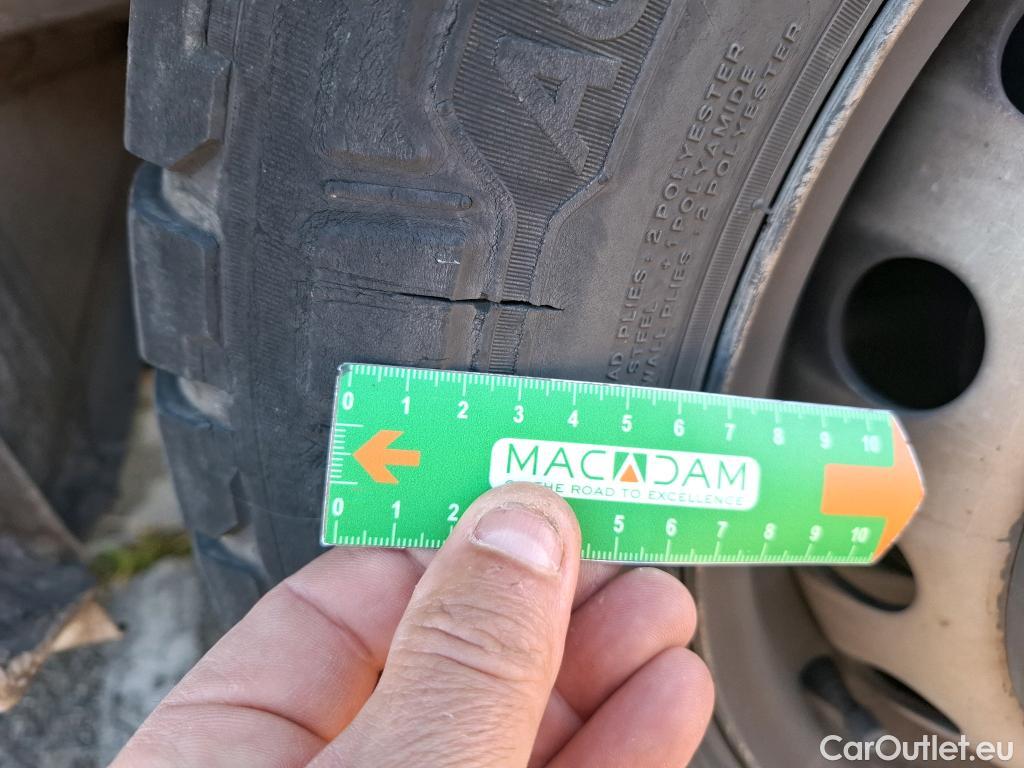 AD PLIES : 2 POLYESTER
STEEL + 1 POLYAMIDE
WALL PLIES : 2 POLYESTER
0 1 2 3 4 5 6 7 8 9 10
MACADAM
THE ROAD TO EXCELLENCE
0 1 2 5 6 7 8 9 10
CarOutlet.eu